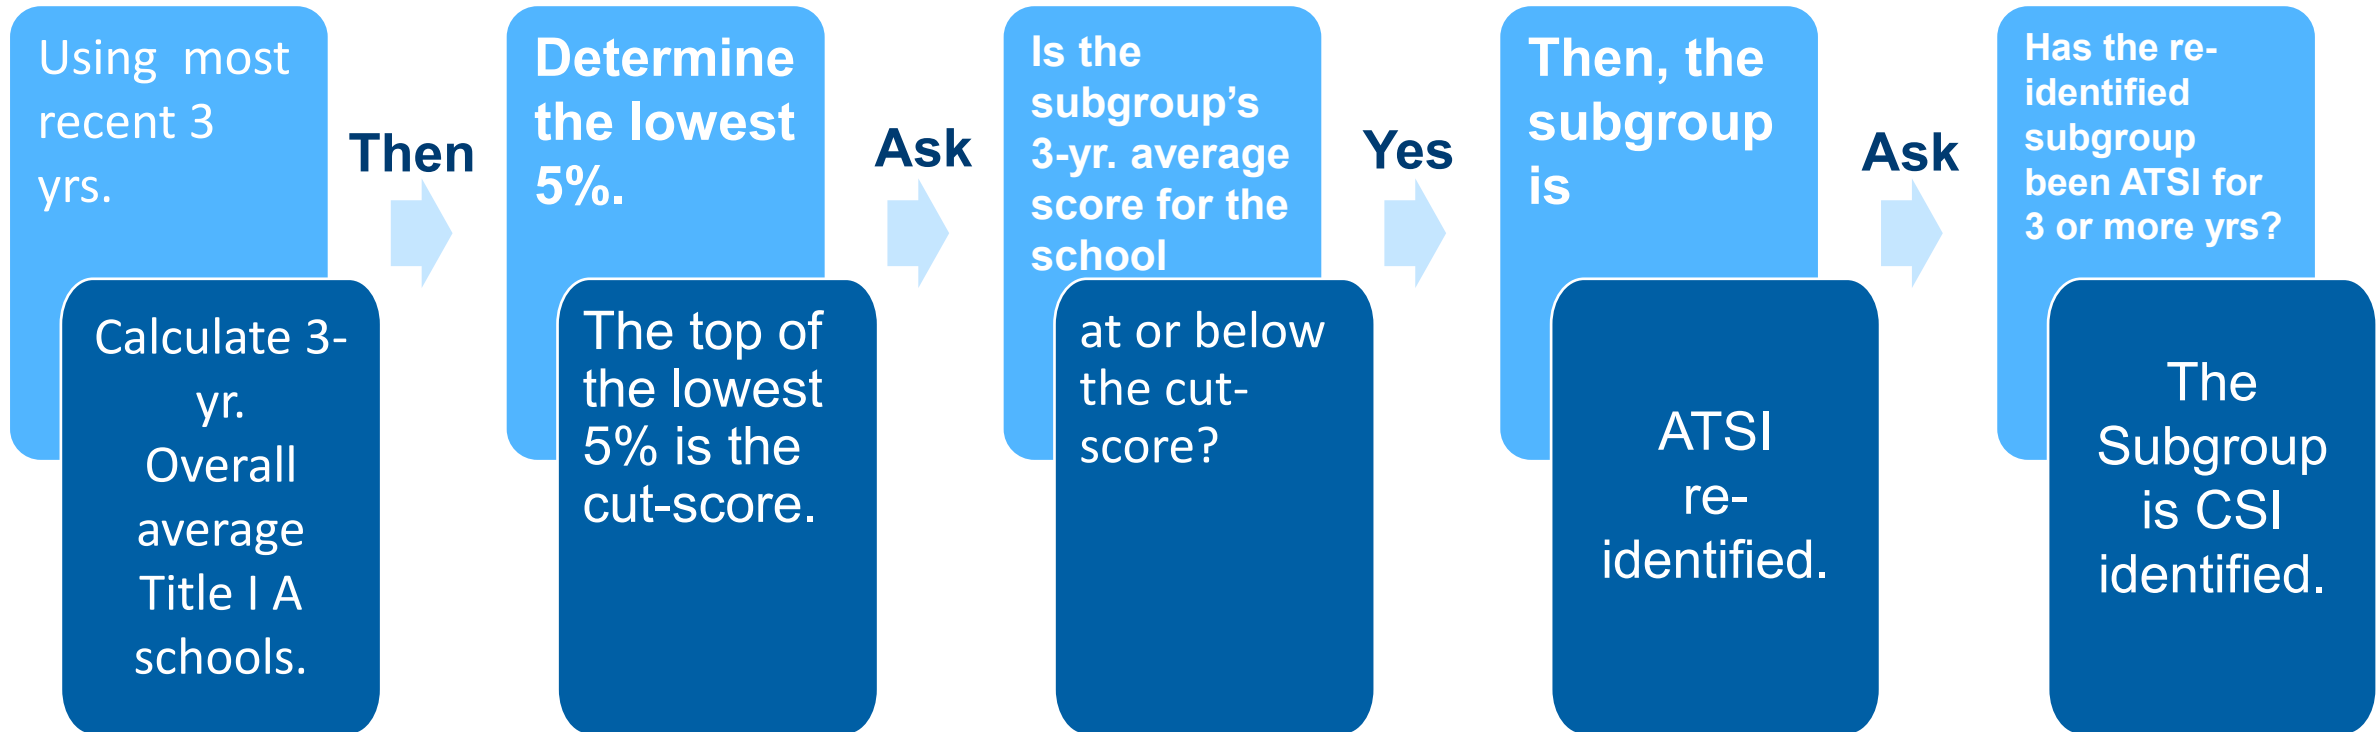 Using most
recent 3
yrs.
Calculate 3-
yr.
Overall
average
Title I A
schools.
Then
Determine
the lowest
5%.
The top of
the lowest
5% is the
cut-score.
Ask
Is the
subgroup’s
3-yr. average
score for the
school
at or below
the cut-
score?
Yes
Then, the
subgroup
is
ATSI
re-
identified.
Ask
Has the re-
identified
subgroup
been ATSI for
3 or more yrs?
The
Subgroup
is CSI
identified.